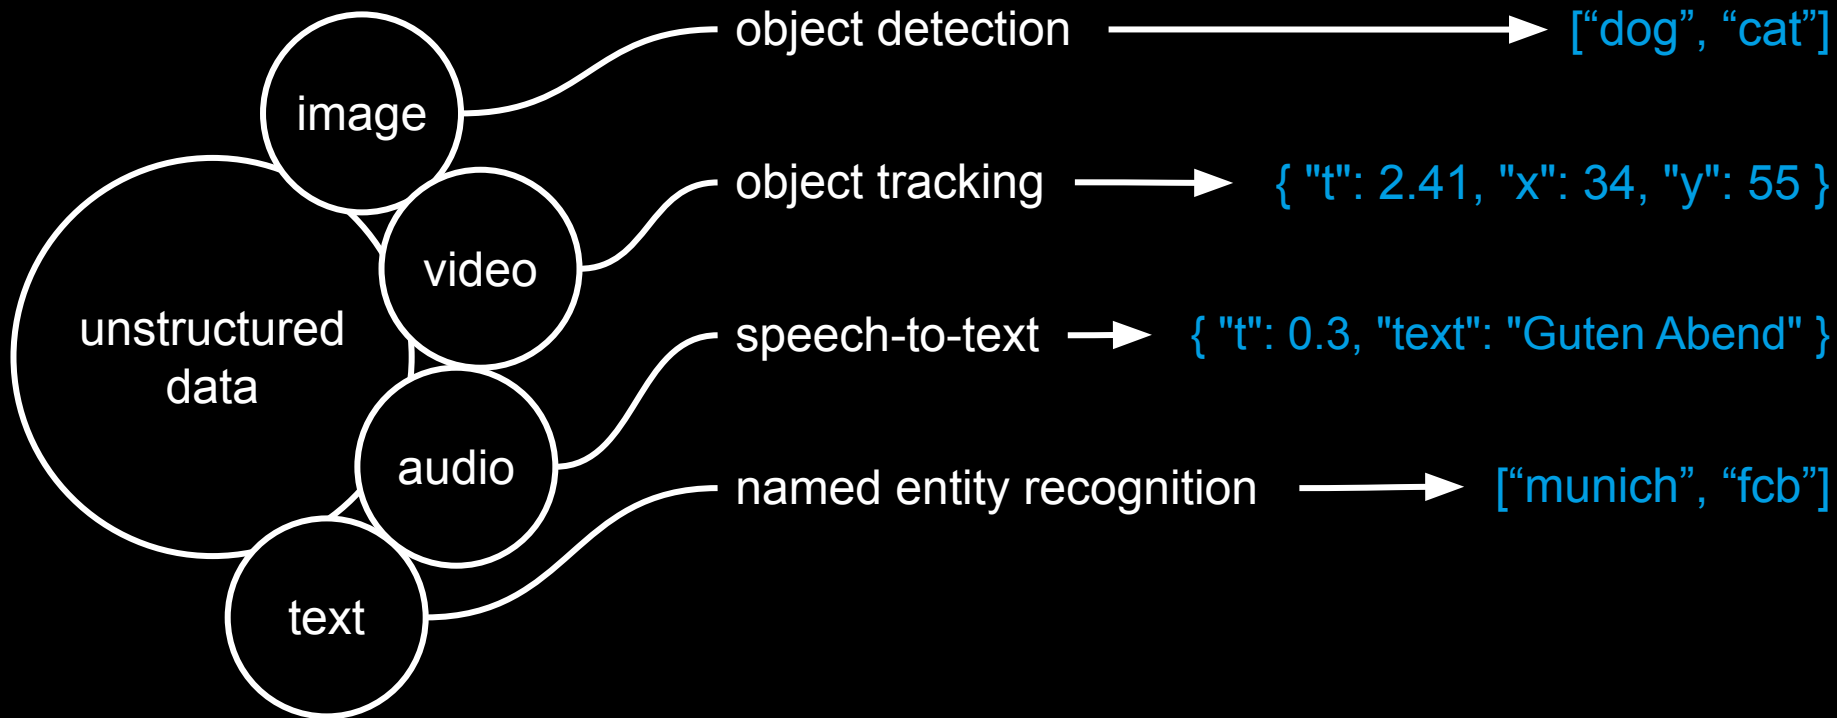 image
object detection
["dog", "cat"]
video
object tracking
{ "t": 2.41, "x": 34, "y": 55 }
unstructured
data
audio
speech-to-text
{ "t": 0.3, "text": "Guten Abend" }
text
named entity recognition
[“munich”, “fcb”]